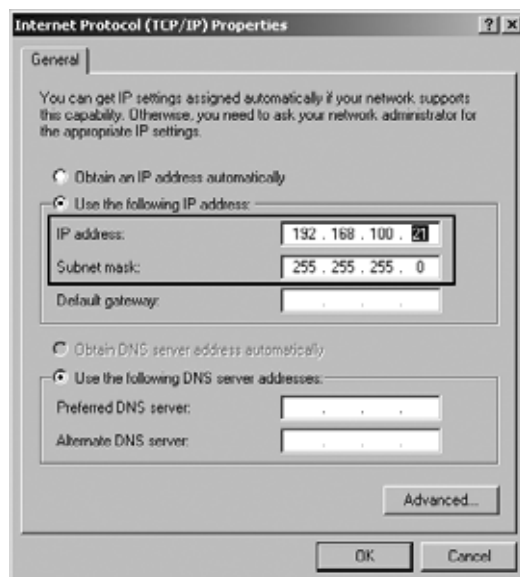 Internet Protocol (TCP/IP) Properties
General
You can get IP settings assigned automatically if your network supports
this capability. Otherwise, you need to ask your network administrator for
the appropriate IP settings.
Obtain an IP address automatically
Use the following IP address:
IP address: 192 . 168 . 100 . 21
Subnet mask: 255 . 255 . 255 . 0
Default gateway: . . .
Obtain DNS server address automatically
Use the following DNS server addresses:
Preferred DNS server: . . .
Alternate DNS server: . . .
Advanced...
OK Cancel